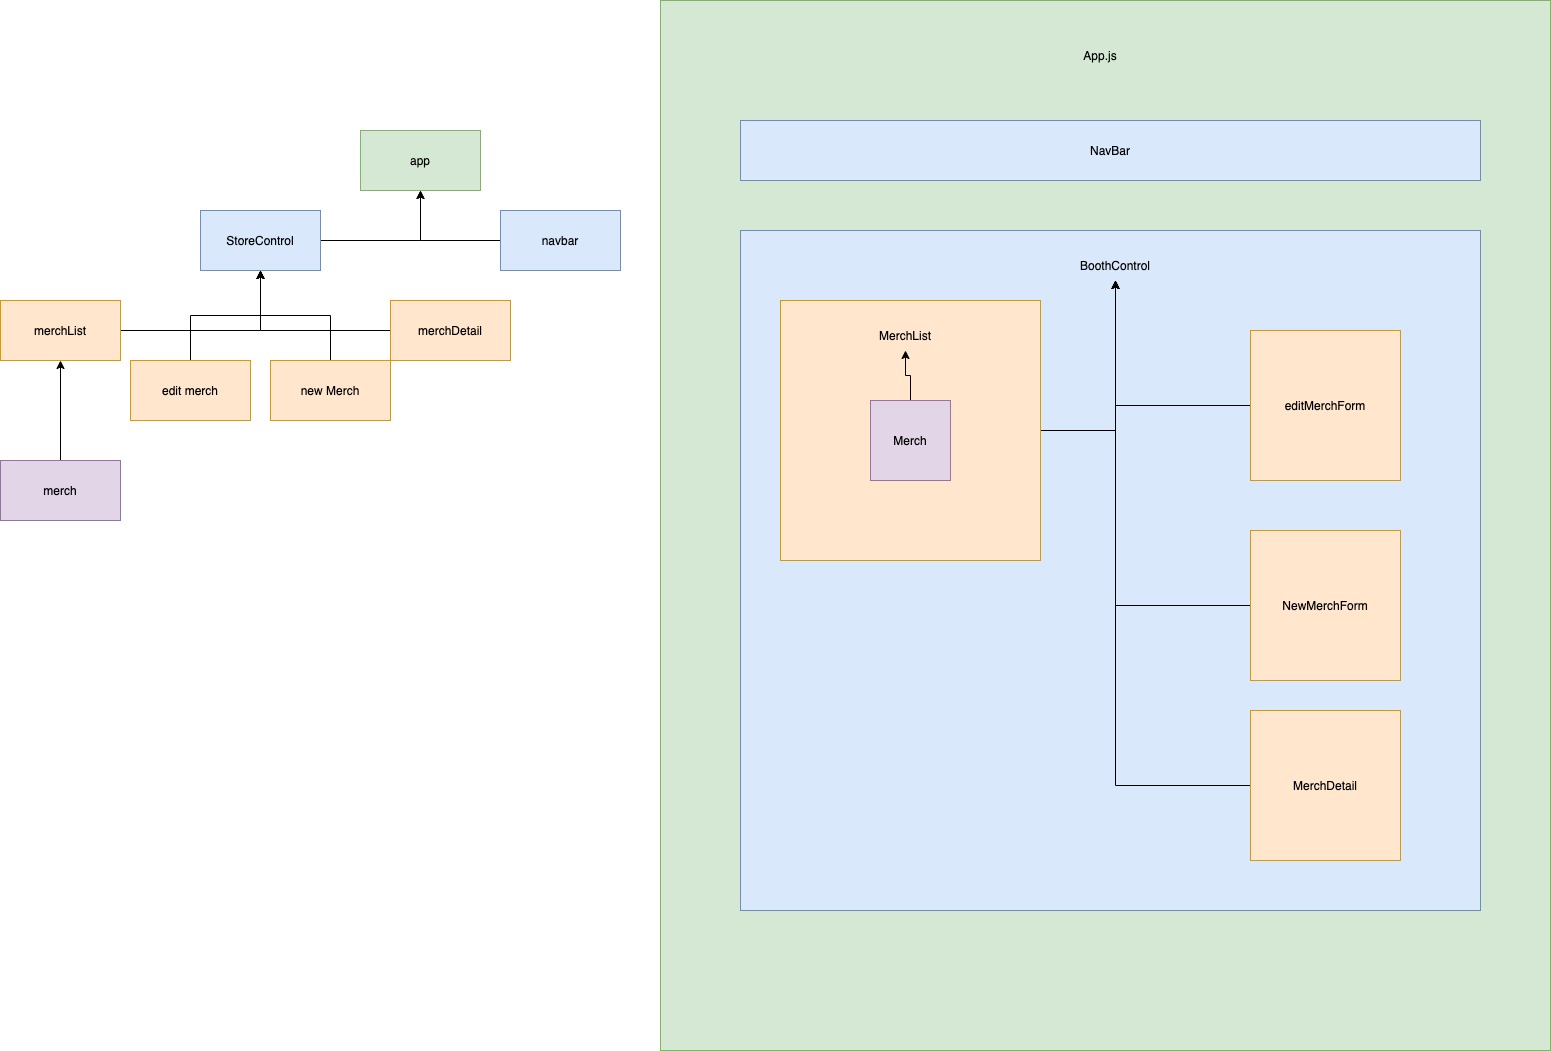 app
StoreControl
navbar
merchList
merchDetail
edit merch
new Merch
merch
App.js
NavBar
BoothControl
MerchList
Merch
editMerchForm
NewMerchForm
MerchDetail